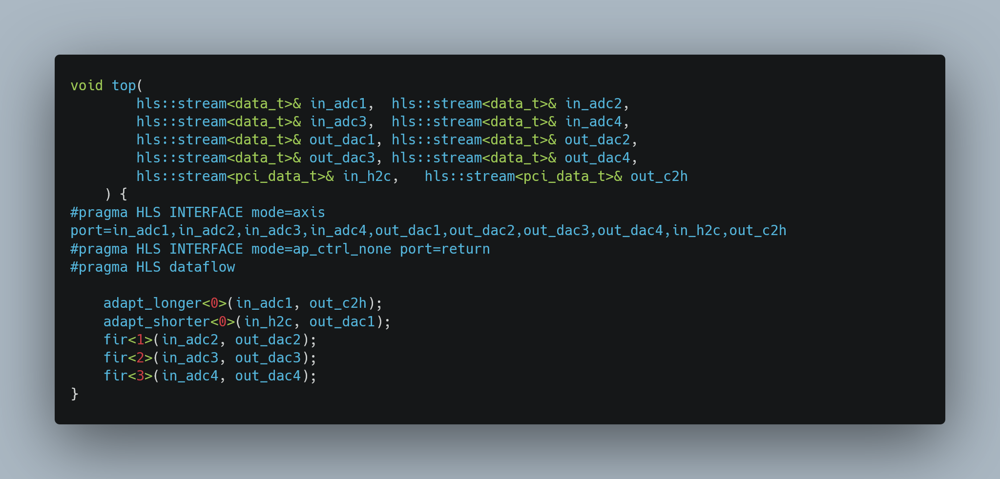 void top(
        hls::stream<data_t>& in_adc1,  hls::stream<data_t>& in_adc2,
        hls::stream<data_t>& in_adc3,  hls::stream<data_t>& in_adc4,
        hls::stream<data_t>& out_dac1, hls::stream<data_t>& out_dac2,
        hls::stream<data_t>& out_dac3, hls::stream<data_t>& out_dac4,
        hls::stream<pci_data_t>& in_h2c,   hls::stream<pci_data_t>& out_c2h
    ) {
#pragma HLS INTERFACE mode=axis
port=in_adc1,in_adc2,in_adc3,in_adc4,out_dac1,out_dac2,out_dac3,out_dac4,in_h2c,out_c2h
#pragma HLS INTERFACE mode=ap_ctrl_none port=return
#pragma HLS dataflow

    adapt_longer<0>(in_adc1, out_c2h);
    adapt_shorter<0>(in_h2c, out_dac1);
    fir<1>(in_adc2, out_dac2);
    fir<2>(in_adc3, out_dac3);
    fir<3>(in_adc4, out_dac4);
}